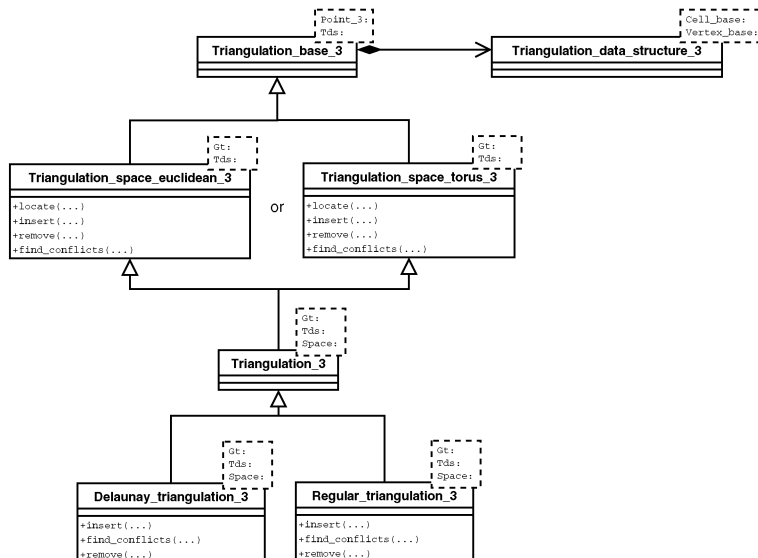 Point_3:
Tds:
Triangulation_base_3
Cell_base:
Vertex_base:
Triangulation_data_structure_3
Gt:
Tds:
Triangulation_space_euclidean_3
+locate(...)
+insert(...)
+remove(...)
+find_conflicts(...)
or
Gt:
Tds:
Triangulation_space_torus_3
+locate(...)
+insert(...)
+remove(...)
+find_conflicts(...)
Gt:
Tds:
Space:
Triangulation_3
Gt:
Tds:
Space:
Delaunay_triangulation_3
+insert(...)
+find_conflicts(...)
+remove(...)
Gt:
Tds:
Space:
Regular_triangulation_3
+insert(...)
+find_conflicts(...)
+remove(...)